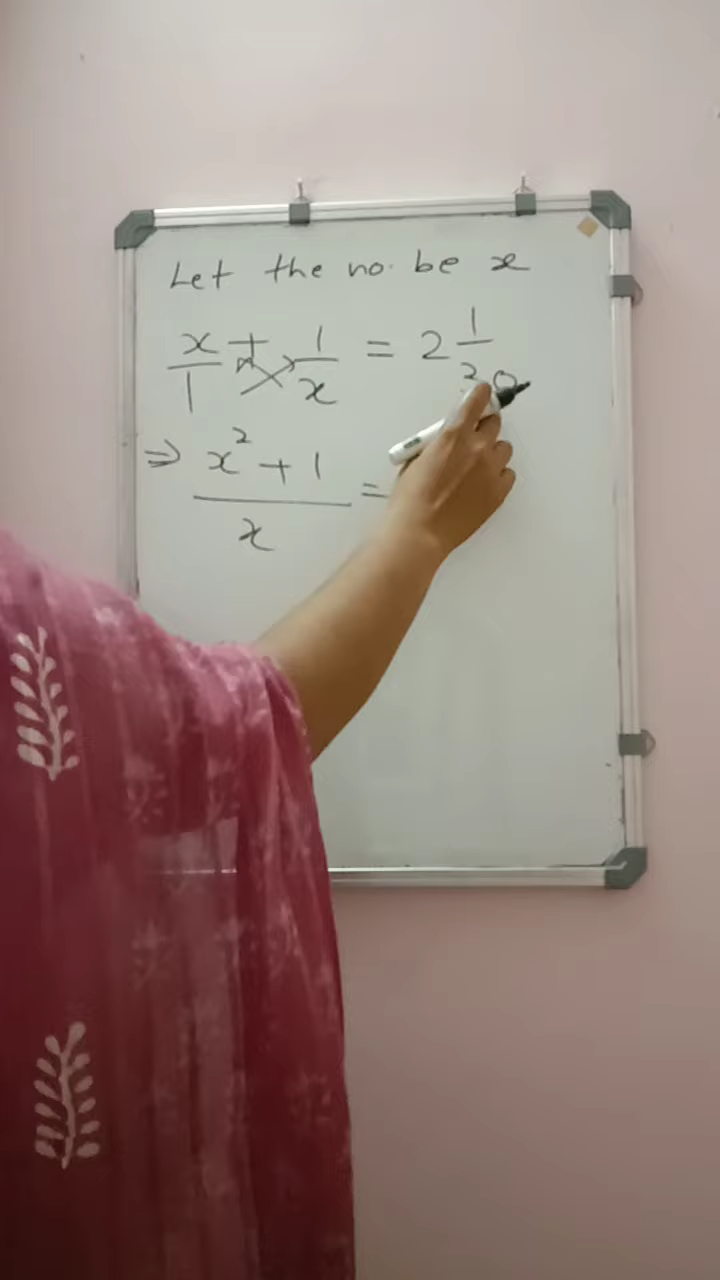 Let the no. be x
x/1 + 1/x = 2 1/30
⇒ x² + 1 / x =